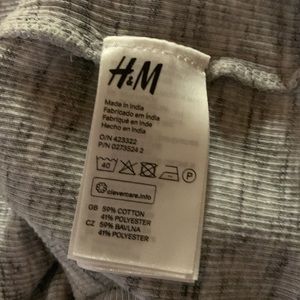 H&M
Made in India
Fabricado em Índia
Fabriqué en Inde
Hecho en India
O/N 423322
P/N 0273524 2
40 P
clevercare.info
GB 59% COTTON
41% POLYESTER
CZ 59% BAVLNA
41% POLYESTER